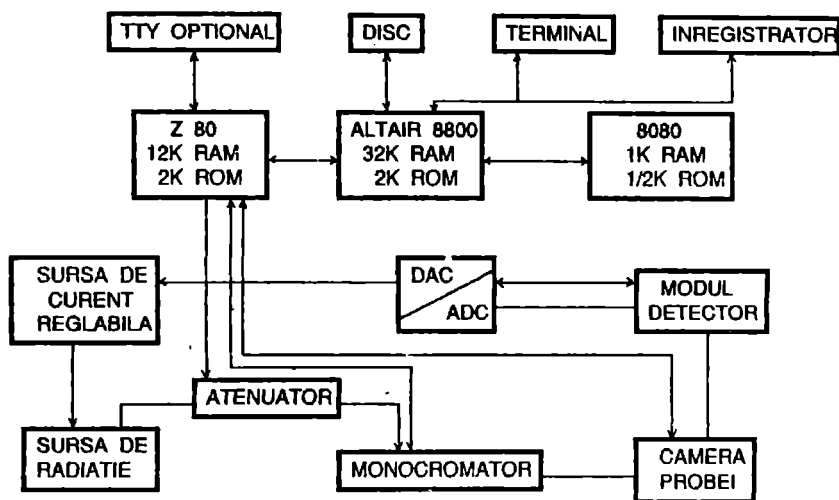 TTY OPTIONAL
DISC
TERMINAL
INREGISTRATOR
Z 80
12K RAM
2K ROM
ALTAIR 8800
32K RAM
2K ROM
8080
1K RAM
1/2K ROM
SURSA DE
CURENT
REGLABILA
DAC
ADC
MODUL
DETECTOR
ATENUATOR
SURSA DE
RADIATIE
MONOCROMATOR
CAMERA
PROBEI